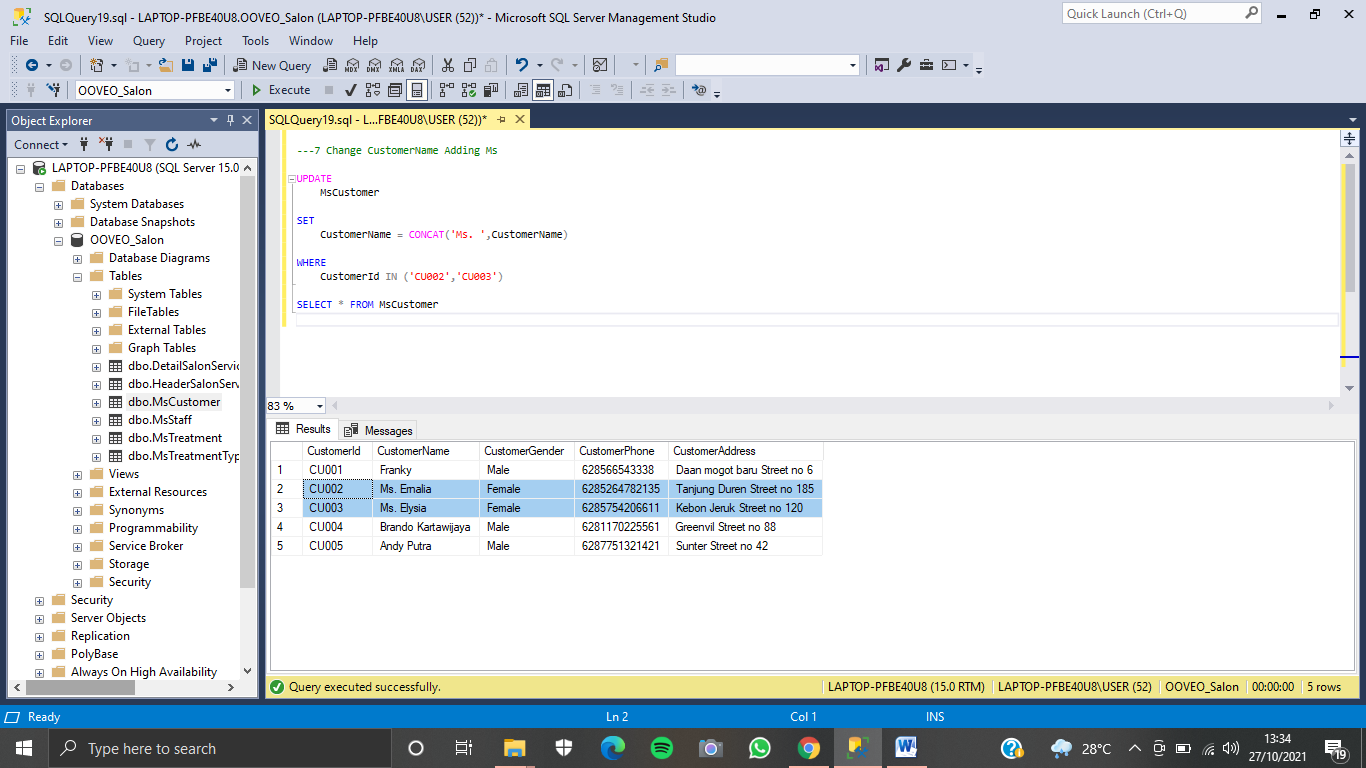 SQLQuery19.sql - LAPTOP-PFBE40U8.OOVEO_Salon (LAPTOP-PFBE40U8\USER (52))* - Microsoft SQL Server Management Studio
Quick Launch (Ctrl+Q)
File Edit View Query Project Tools Window Help
New Query MDX DMX XMLA DAX
OOVEO_Salon Execute
Object Explorer
Connect
LAPTOP-PFBE40U8 (SQL Server 15.0
Databases
System Databases
Database Snapshots
OOVEO_Salon
Database Diagrams
Tables
System Tables
FileTables
External Tables
Graph Tables
dbo.DetailSalonServic
dbo.HeaderSalonServ
dbo.MsCustomer
dbo.MsStaff
dbo.MsTreatment
dbo.MsTreatmentTyp
Views
External Resources
Synonyms
Programmability
Service Broker
Storage
Security
Security
Server Objects
Replication
PolyBase
Always On High Availability
SQLQuery19.sql - L...FBE40U8\USER (52))*
---7 Change CustomerName Adding Ms
UPDATE
MsCustomer
SET
CustomerName = CONCAT('Ms. ',CustomerName)
WHERE
CustomerId IN ('CU002','CU003')
SELECT * FROM MsCustomer
83 %
Results Messages
CustomerId CustomerName CustomerGender CustomerPhone CustomerAddress
1 CU001 Franky Male 628566543338 Daan mogot baru Street no 6
2 CU002 Ms. Emalia Female 6285264782135 Tanjung Duren Street no 185
3 CU003 Ms. Elysia Female 6285754206611 Kebon Jeruk Street no 120
4 CU004 Brando Kartawijaya Male 6281170225561 Greenvil Street no 88
5 CU005 Andy Putra Male 6287751321421 Sunter Street no 42
Query executed successfully. LAPTOP-PFBE40U8 (15.0 RTM) LAPTOP-PFBE40U8\USER (52) OOVEO_Salon 00:00:00 5 rows
Ready Ln 2 Col 1 INS
Type here to search
28°C
13:34
27/10/2021
19